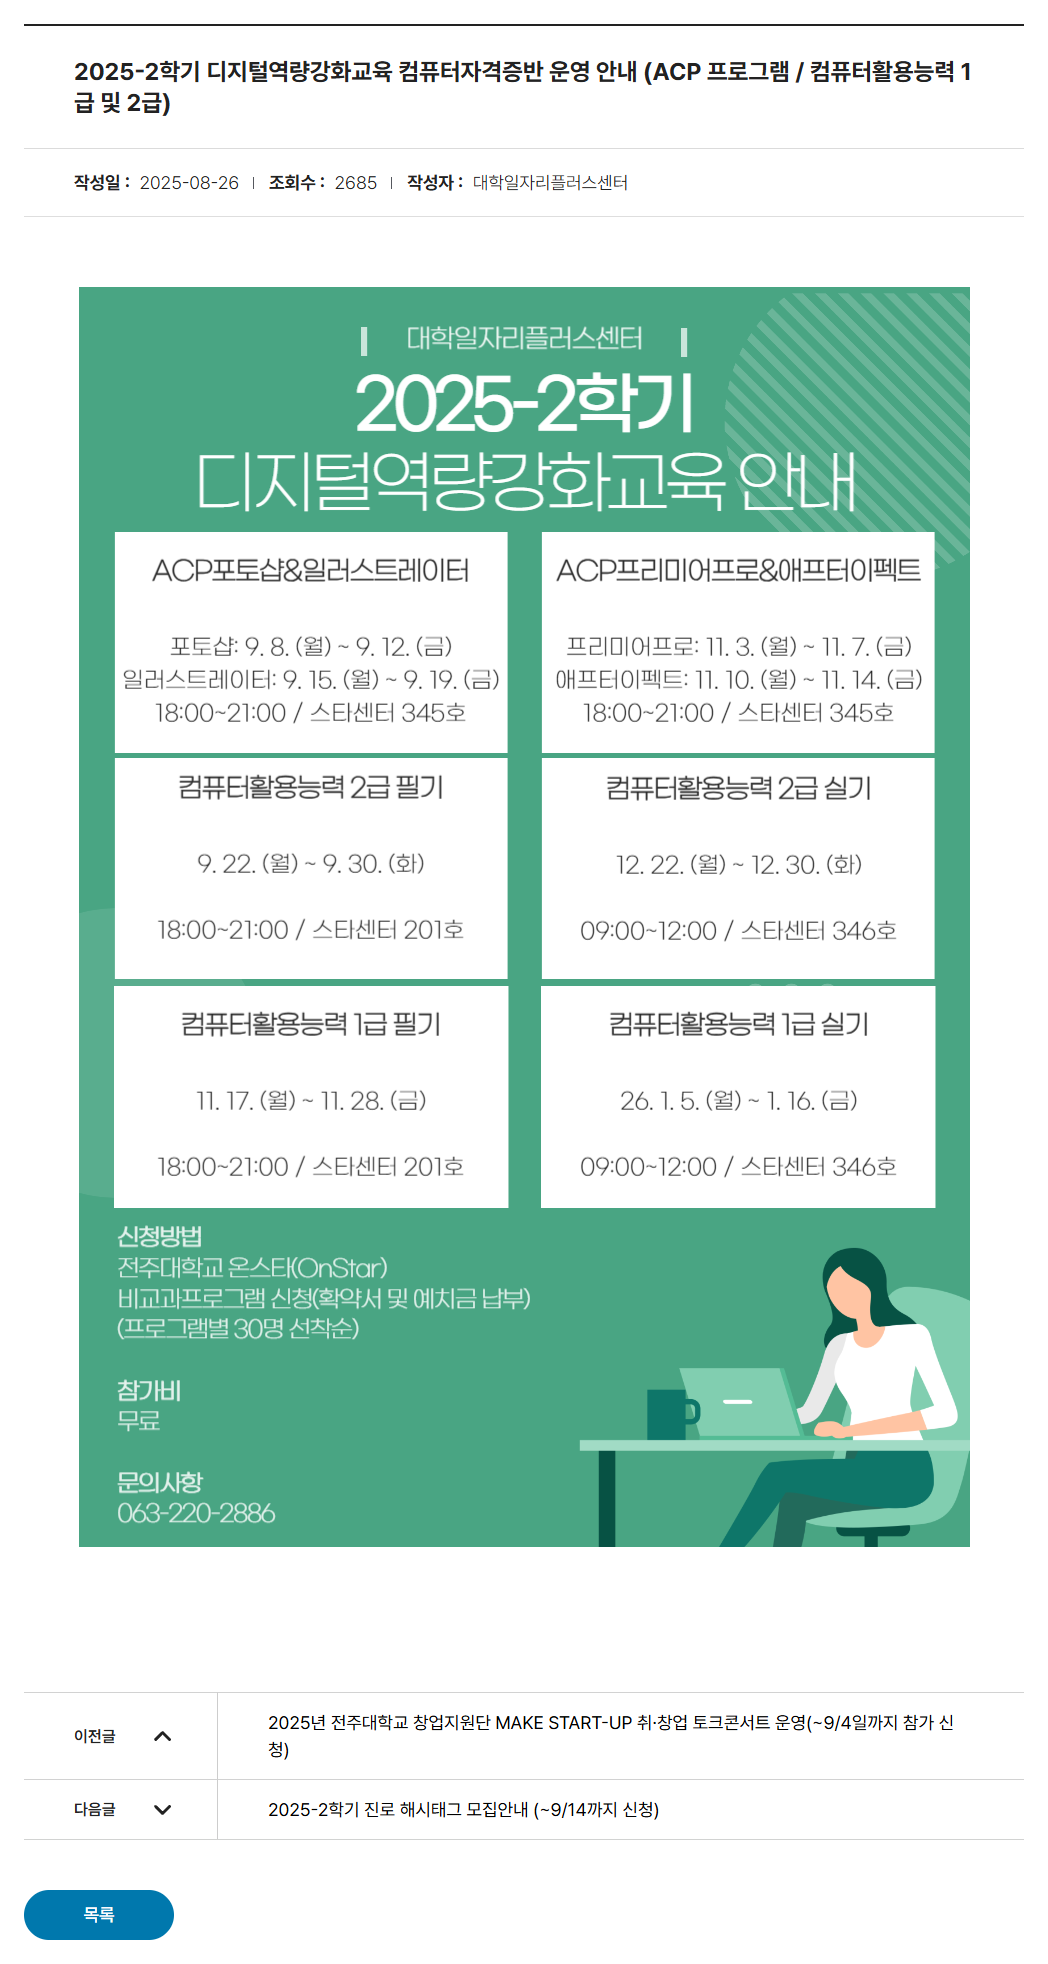 2025-2학기 디지털역량강화교육 컴퓨터자격증반 운영 안내 (ACP 프로그램 / 컴퓨터활용능력 1
급 및 2급)
작성일 : 2025-08-26 조회수 : 2685 작성자 : 대학일자리플러스센터
대학일자리플러스센터
2025-2학기
디지털역량강화교육 안내
ACP포토샵&일러스트레이터
포토샵: 9. 8. (월) ~ 9. 12. (금)
일러스트레이터: 9. 15. (월) ~ 9. 19. (금)
18:00~21:00 / 스타센터 345호
ACP프리미어프로&애프터이펙트
프리미어프로: 11. 3. (월) ~ 11. 7. (금)
애프터이펙트: 11. 10. (월) ~ 11. 14. (금)
18:00~21:00 / 스타센터 345호
컴퓨터활용능력 2급 필기
9. 22. (월) ~ 9. 30. (화)
18:00~21:00 / 스타센터 201호
컴퓨터활용능력 2급 실기
12. 22. (월) ~ 12. 30. (화)
09:00~12:00 / 스타센터 346호
컴퓨터활용능력 1급 필기
11. 17. (월) ~ 11. 28. (금)
18:00~21:00 / 스타센터 201호
컴퓨터활용능력 1급 실기
26. 1. 5. (월) ~ 1. 16. (금)
09:00~12:00 / 스타센터 346호
신청방법
전주대학교 온스타(OnStar)
비교과프로그램 신청(확약서 및 예치금 납부)
(프로그램별 30명 선착순)
참가비
무료
문의사항
063-220-2886
이전글
2025년 전주대학교 창업지원단 MAKE START-UP 취·창업 토크콘서트 운영(~9/4일까지 참가 신
청)
다음글
2025-2학기 진로 해시태그 모집안내 (~9/14까지 신청)
목록